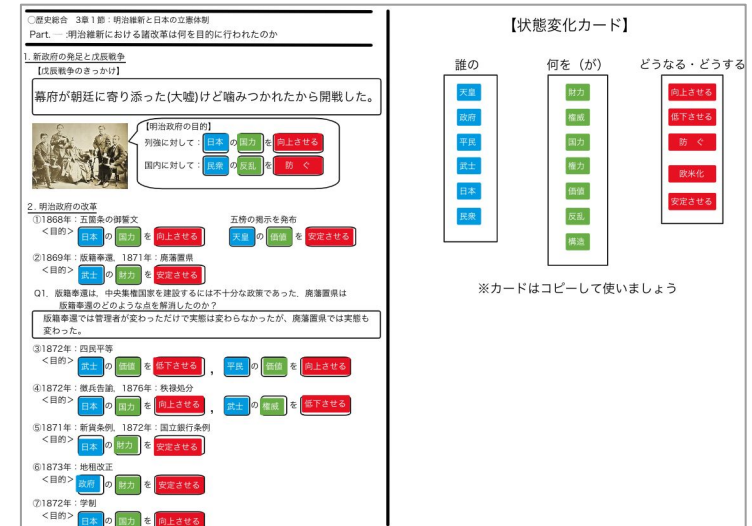 ○歴史総合 3章1節：明治維新と日本の立憲体制
Part. 一 :明治維新における諸改革は何を目的に行われたのか
1. 新政府の発足と戊辰戦争
【戊辰戦争のきっかけ】
幕府が朝廷に寄り添った(大嘘)けど噛みつかれたから開戦した。
【明治政府の目的】
列強に対して： 日本 の 国力 を 向上させる
国内に対して： 民衆 の 反乱 を 防 ぐ
2. 明治政府の改革
①1868年：五箇条の御誓文 五榜の掲示を発布
＜目的＞ 日本 の 国力 を 向上させる 天皇 の 価値 を 安定させる
②1869年：版籍奉還, 1871年：廃藩置県
＜目的＞ 武士 の 財力 を 安定させる
Q1. 版籍奉還は，中央集権国家を建設するには不十分な政策であった，廃藩置県は
版籍奉還のどのような点を解消したのか？
版籍奉還では管理者が変わっただけで実態は変わらなかったが、廃藩置県では実態も
変わった。
③1872年：四民平等
＜目的＞ 武士 の 価値 を 低下させる ， 平民 の 価値 を 向上させる
④1872年：徴兵告諭, 1876年：秩禄処分
＜目的＞ 日本 の 国力 を 向上させる ， 武士 の 権威 を 低下させる
⑤1871年：新貨条例, 1872年：国立銀行条例
＜目的＞ 日本 の 財力 を 安定させる
⑥1873年：地租改正
＜目的＞ 政府 の 財力 を 安定させる
⑦1872年：学制
＜目的＞ 日本 の 国力 を 向上させる
【状態変化カード】
誰の 何を（が） どうなる・どうする
天皇 財力 向上させる
政府 権威 低下させる
平民 国力 防 ぐ
武士 権力 欧米化
日本 価値 安定させる
民衆 反乱
構造
※カードはコピーして使いましょう